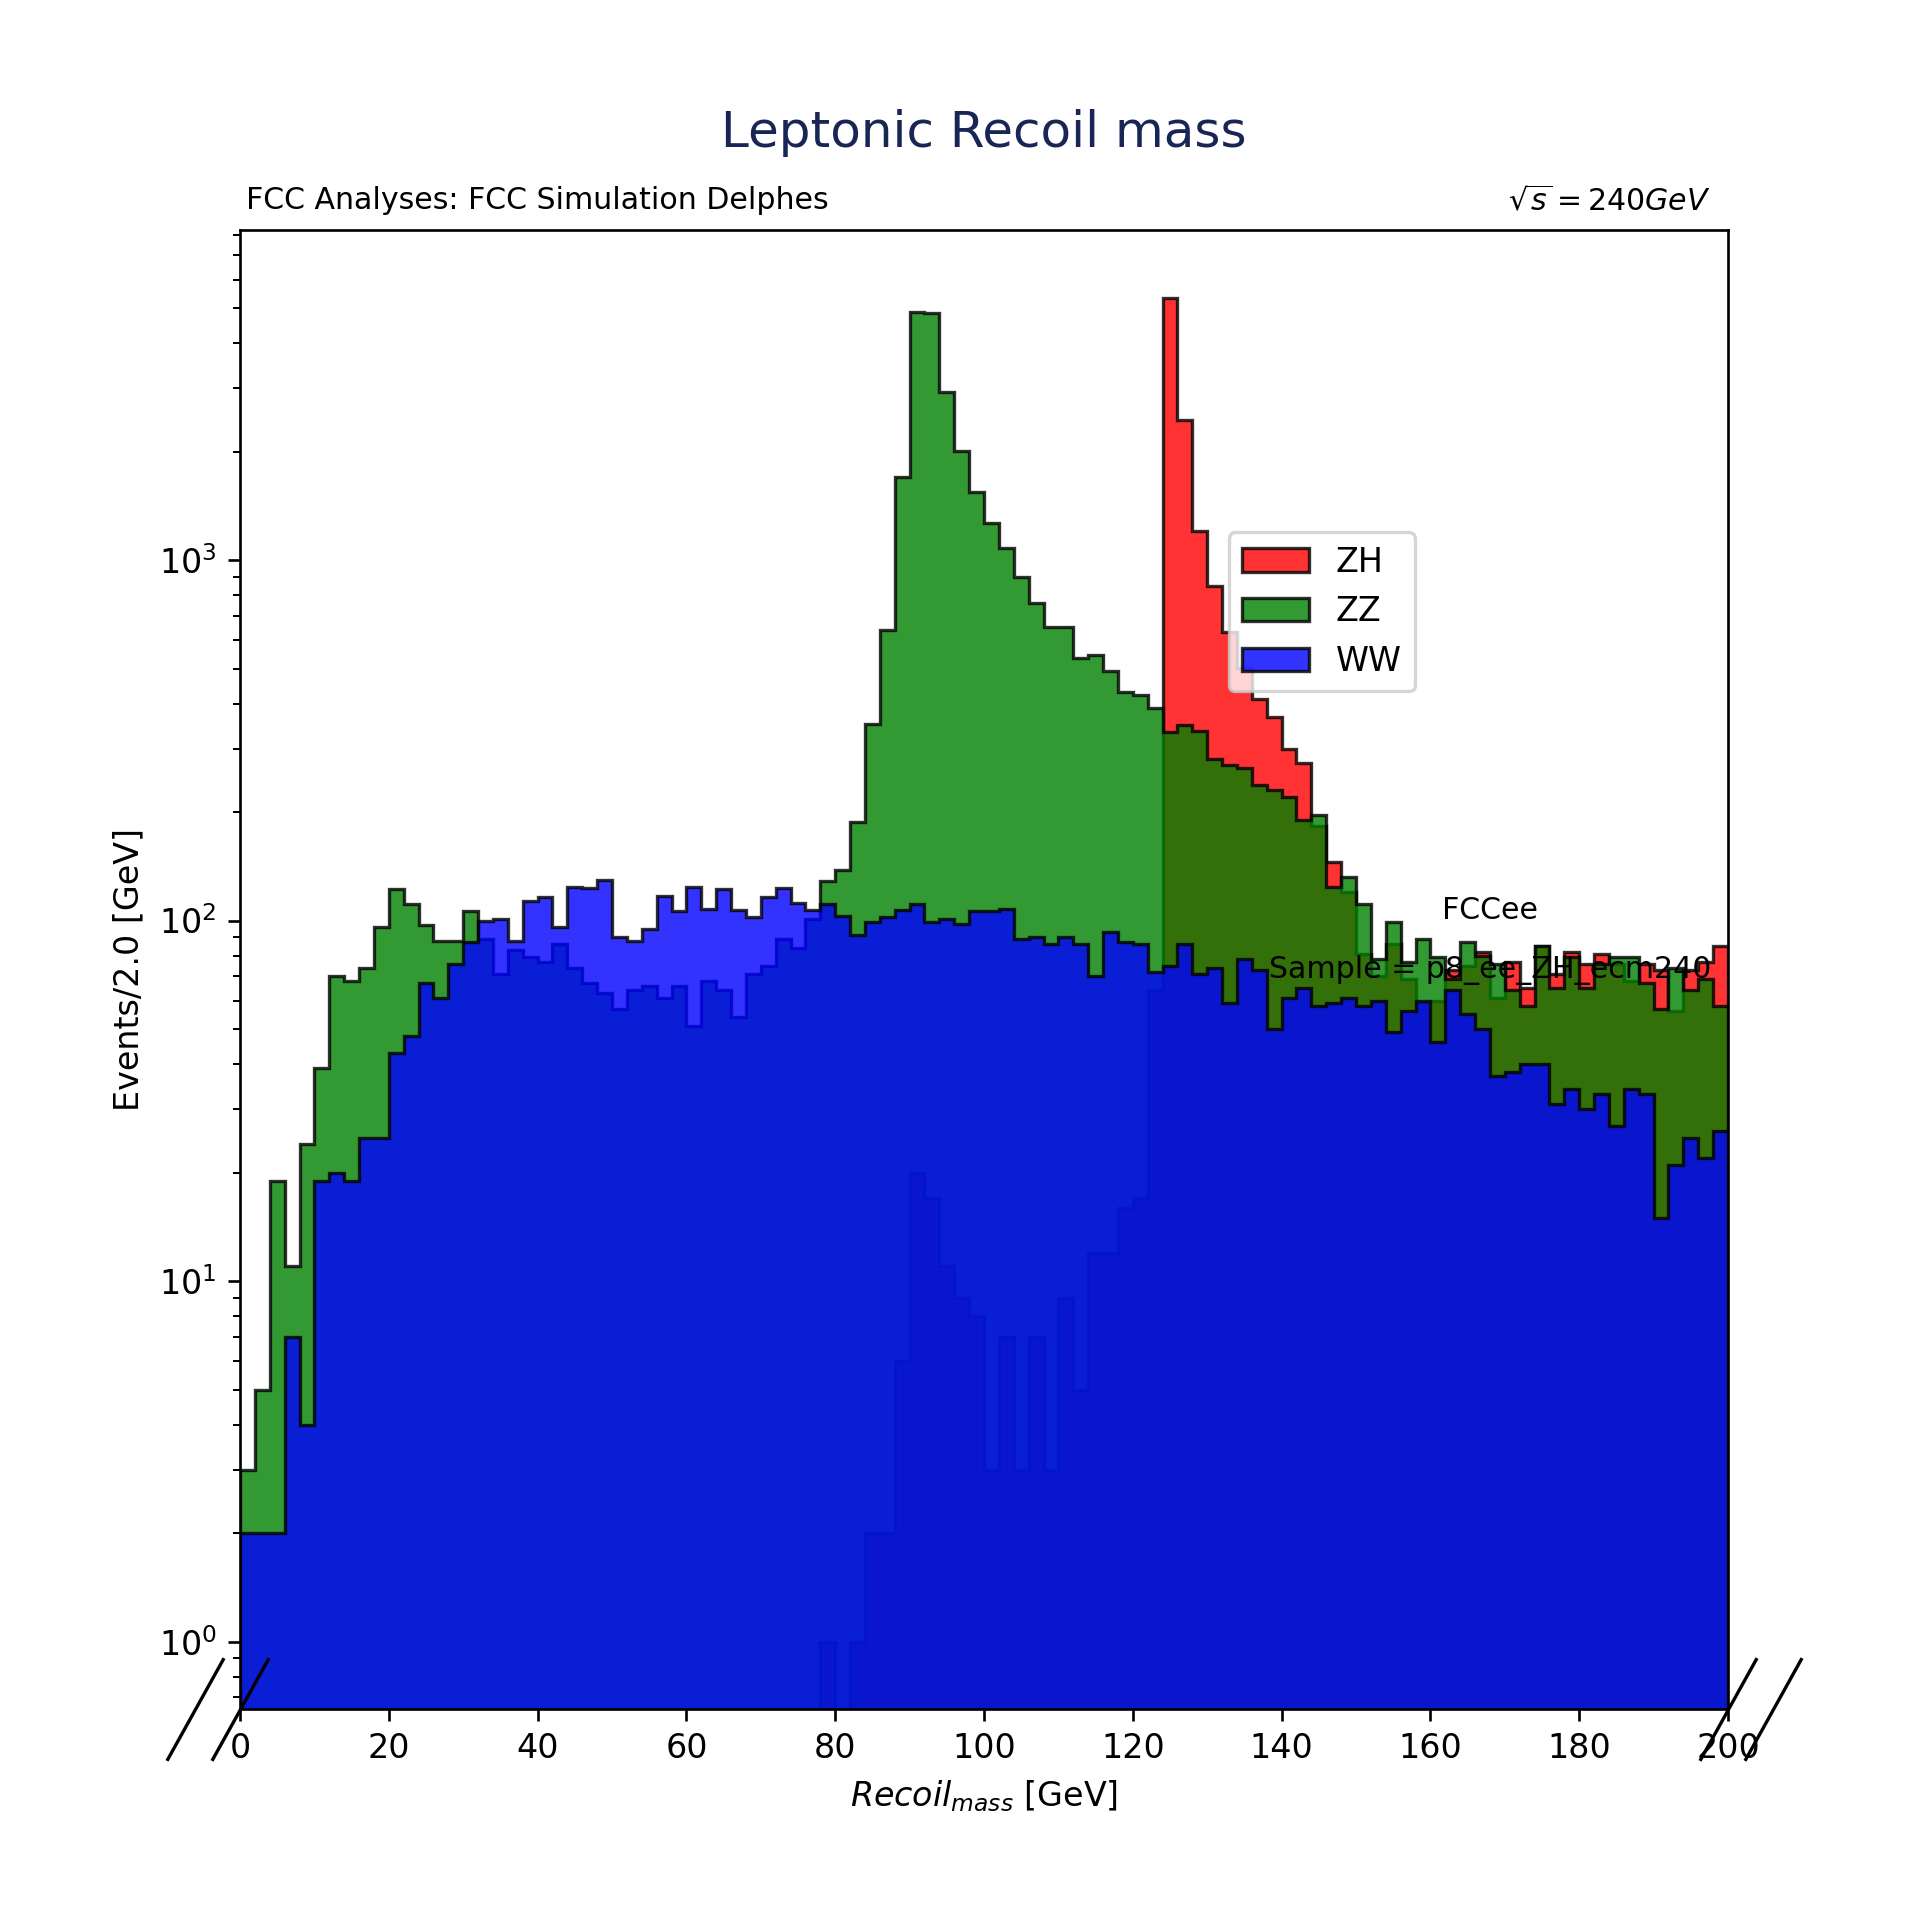 Leptonic Recoil mass
FCC Analyses: FCC Simulation Delphes
√s = 240GeV
10³
10²
10¹
10⁰
Events/2.0 [GeV]
ZH
ZZ
WW
FCCee
Sample = p8_ee_ZH_ecm240
0 20 40 60 80 100 120 140 160 180 200
Recoil_mass [GeV]